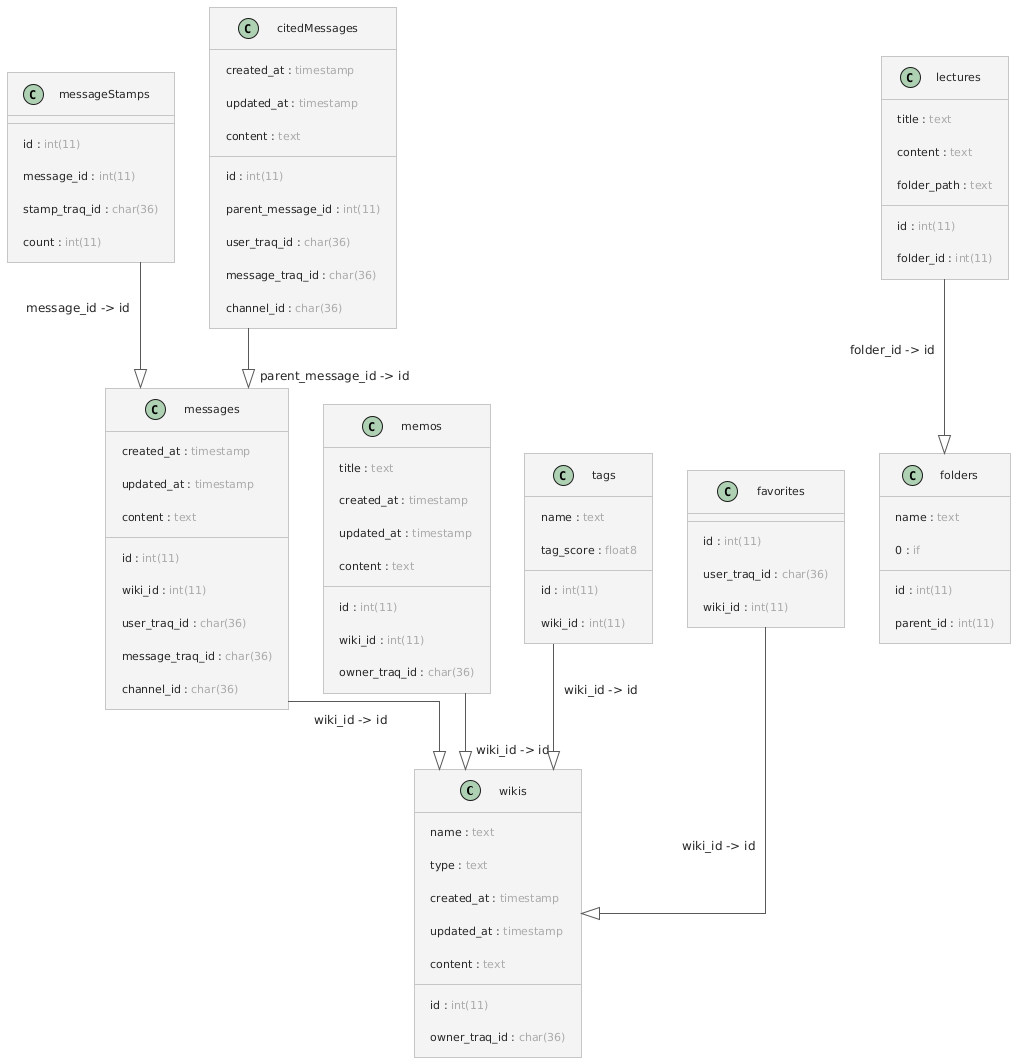 C citedMessages
created_at : timestamp
updated_at : timestamp
content : text
id : int(11)
parent_message_id : int(11)
user_traq_id : char(36)
message_traq_id : char(36)
channel_id : char(36)
C messageStamps
id : int(11)
message_id : int(11)
stamp_traq_id : char(36)
count : int(11)
C lectures
title : text
content : text
folder_path : text
id : int(11)
folder_id : int(11)
message_id -> id
parent_message_id -> id
folder_id -> id
C messages
created_at : timestamp
updated_at : timestamp
content : text
id : int(11)
wiki_id : int(11)
user_traq_id : char(36)
message_traq_id : char(36)
channel_id : char(36)
C memos
title : text
created_at : timestamp
updated_at : timestamp
content : text
id : int(11)
wiki_id : int(11)
owner_traq_id : char(36)
C tags
name : text
tag_score : float8
id : int(11)
wiki_id : int(11)
C favorites
id : int(11)
user_traq_id : char(36)
wiki_id : int(11)
C folders
name : text
0 : if
id : int(11)
parent_id : int(11)
wiki_id -> id
wiki_id -> id
wiki_id -> id
wiki_id -> id
C wikis
name : text
type : text
created_at : timestamp
updated_at : timestamp
content : text
id : int(11)
owner_traq_id : char(36)